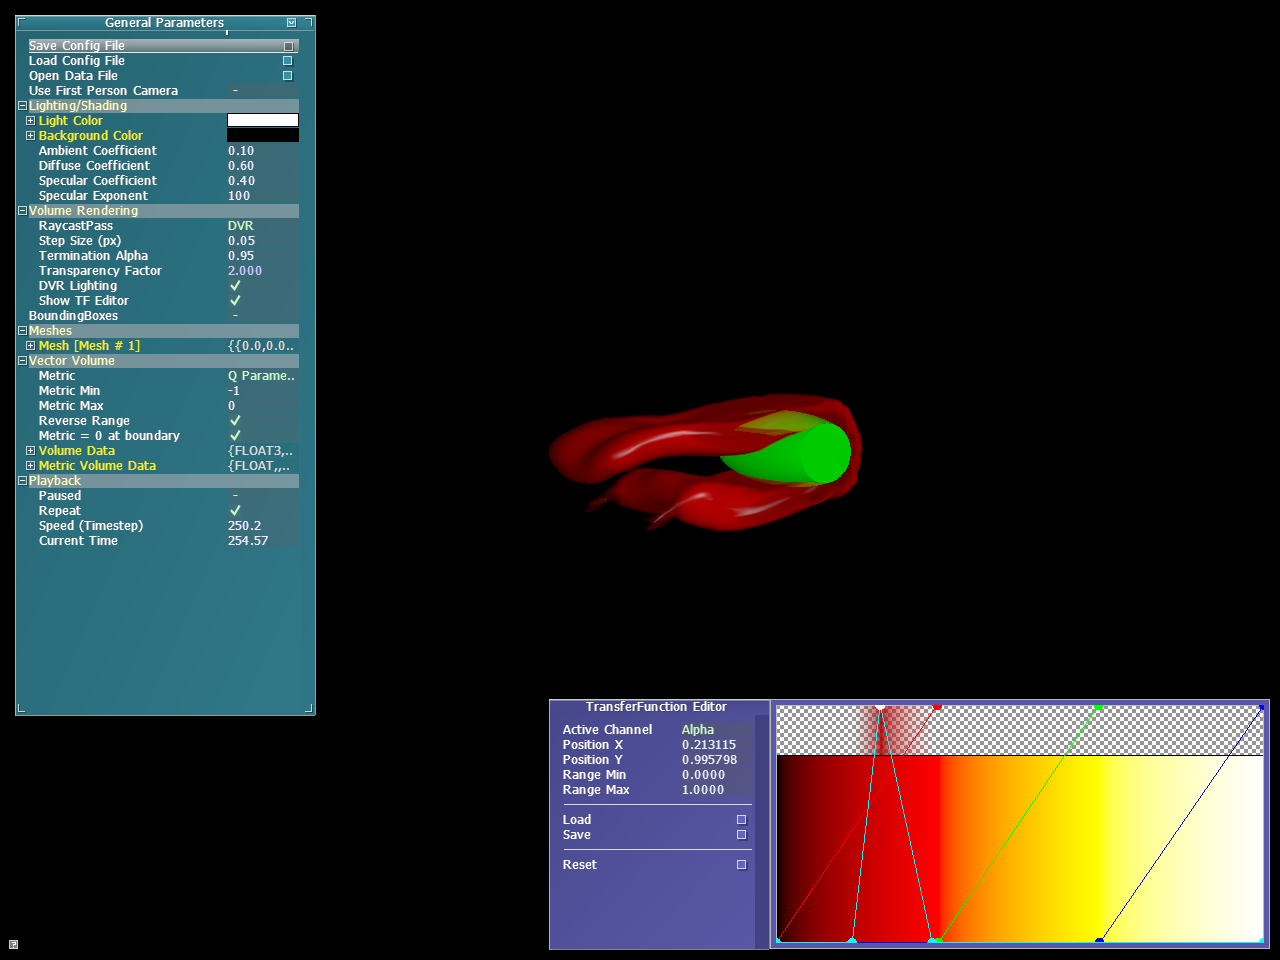 General Parameters
Save Config File
Load Config File
Open Data File
Use First Person Camera -
Lighting/Shading
Light Color
Background Color
Ambient Coefficient 0.10
Diffuse Coefficient 0.60
Specular Coefficient 0.40
Specular Exponent 100
Volume Rendering
RaycastPass DVR
Step Size (px) 0.05
Termination Alpha 0.95
Transparency Factor 2.000
DVR Lighting ✓
Show TF Editor ✓
BoundingBoxes -
Meshes
Mesh [Mesh # 1] {{0.0,0.0..
Vector Volume
Metric Q Parame..
Metric Min -1
Metric Max 0
Reverse Range ✓
Metric = 0 at boundary ✓
Volume Data {FLOAT3,..
Metric Volume Data {FLOAT,,..
Playback
Paused -
Repeat ✓
Speed (Timestep) 250.2
Current Time 254.57
TransferFunction Editor
Active Channel Alpha
Position X 0.213115
Position Y 0.995798
Range Min 0.0000
Range Max 1.0000
Load
Save
Reset
?